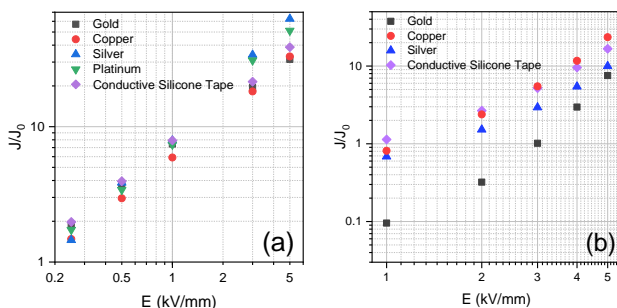 Gold
Copper
Silver
Platinum
Conductive Silicone Tape
10
1
J/J0
0.2
0.5
1
2
5
E (kV/mm)
(a)
Gold
Copper
Silver
Conductive Silicone Tape
10
1
0.1
J/J0
1
2
3
4
5
E (kV/mm)
(b)